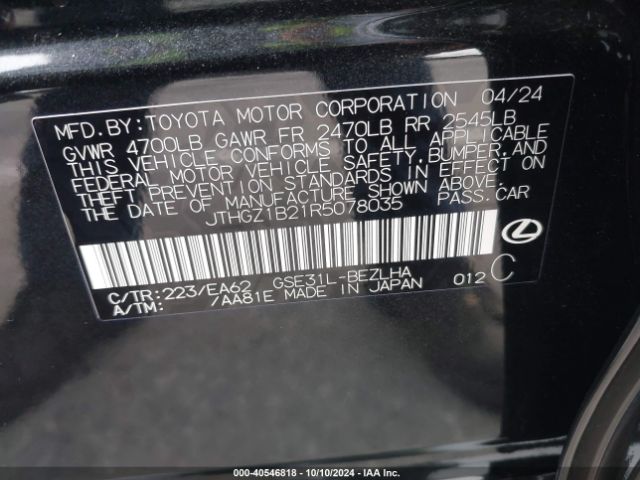 MFD.BY:TOYOTA MOTOR CORPORATION 04/24
GVWR 4700LB GAWR FR 2470LB RR 2545LB
THIS VEHICLE CONFORMS TO ALL APPLICABLE
FEDERAL MOTOR VEHICLE SAFETY,BUMPER,AND
THEFT PREVENTION STANDARDS IN EFFECT ON
THE DATE OF MANUFACTURE SHOWN ABOVE.
JTHGZ1B21R5078035 PASS.CAR
C/TR:223/EA62 GSE31L-BEZLHA
A/TM: /AA81E MADE IN JAPAN 012 C
000-40546818 - 10/10/2024 - IAA Inc.